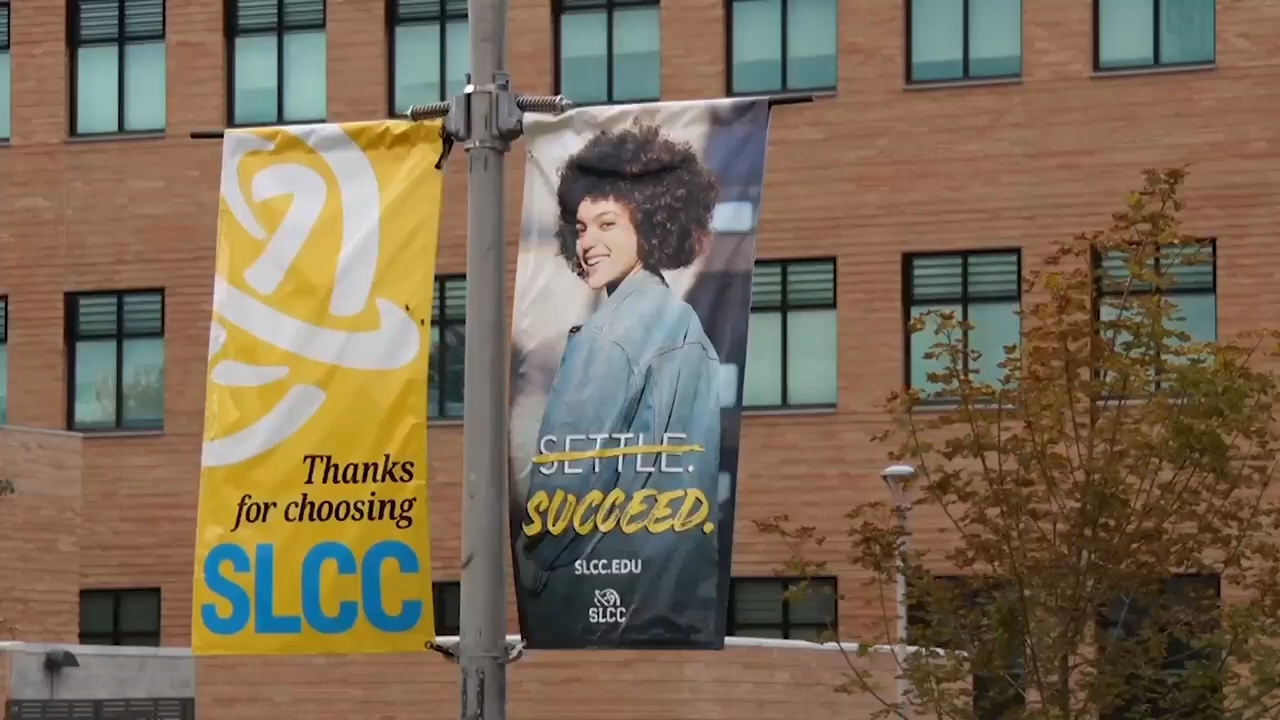 Thanks
for choosing
SLCC
SETTLE.
SUCCEED.
SLCC.EDU
SLCC